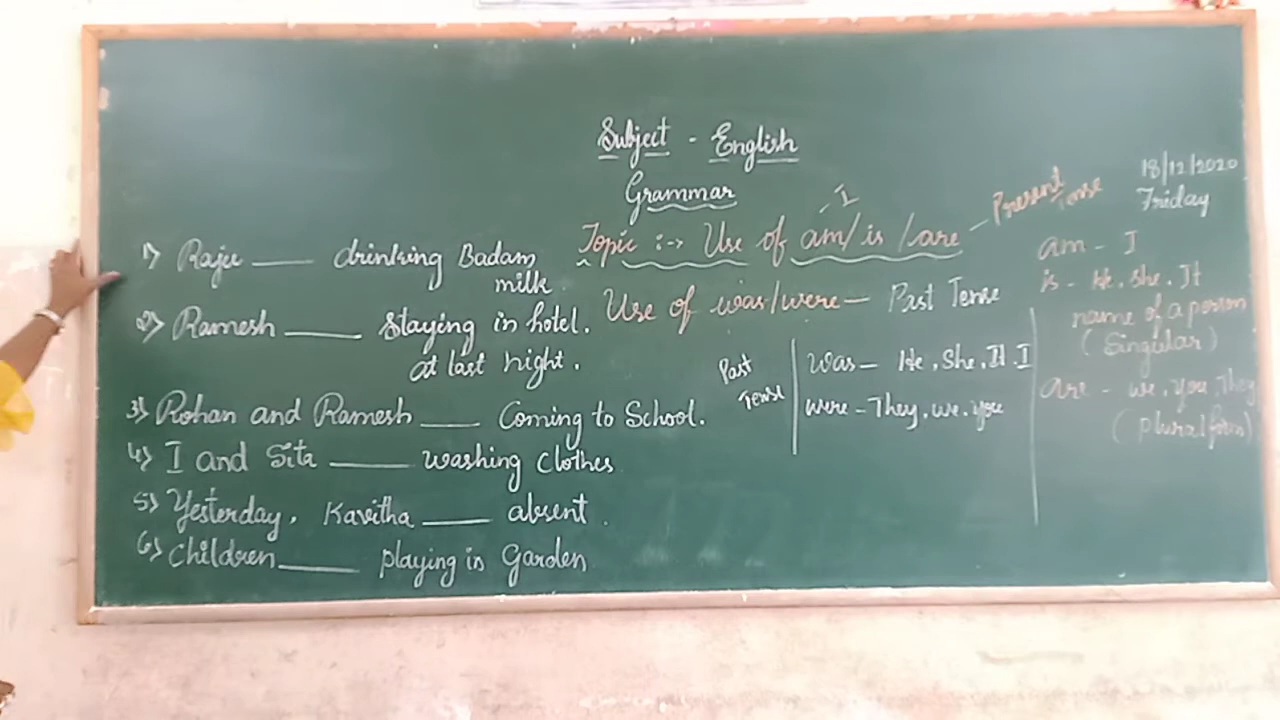 Subject - English
Grammar
18/12/2020
Friday
I
Topic :-> Use of am/is/are - Present Tense
Use of was/were - Past Tense
1) Raju ____ drinking Badam
milk.
2) Ramesh ____ staying in hotel.
at last night.
3) Rohan and Ramesh ____ Coming to School.
4) I and Sita ____ washing clothes
5) Yesterday, Kavitha ____ absent.
6) Children ____ playing in Garden
Past
Tense
was - He, She, It, I
were - They, we, you
am - I
is - He, She, It
name of a person
(Singular)
are - we, you, They
(plural form)